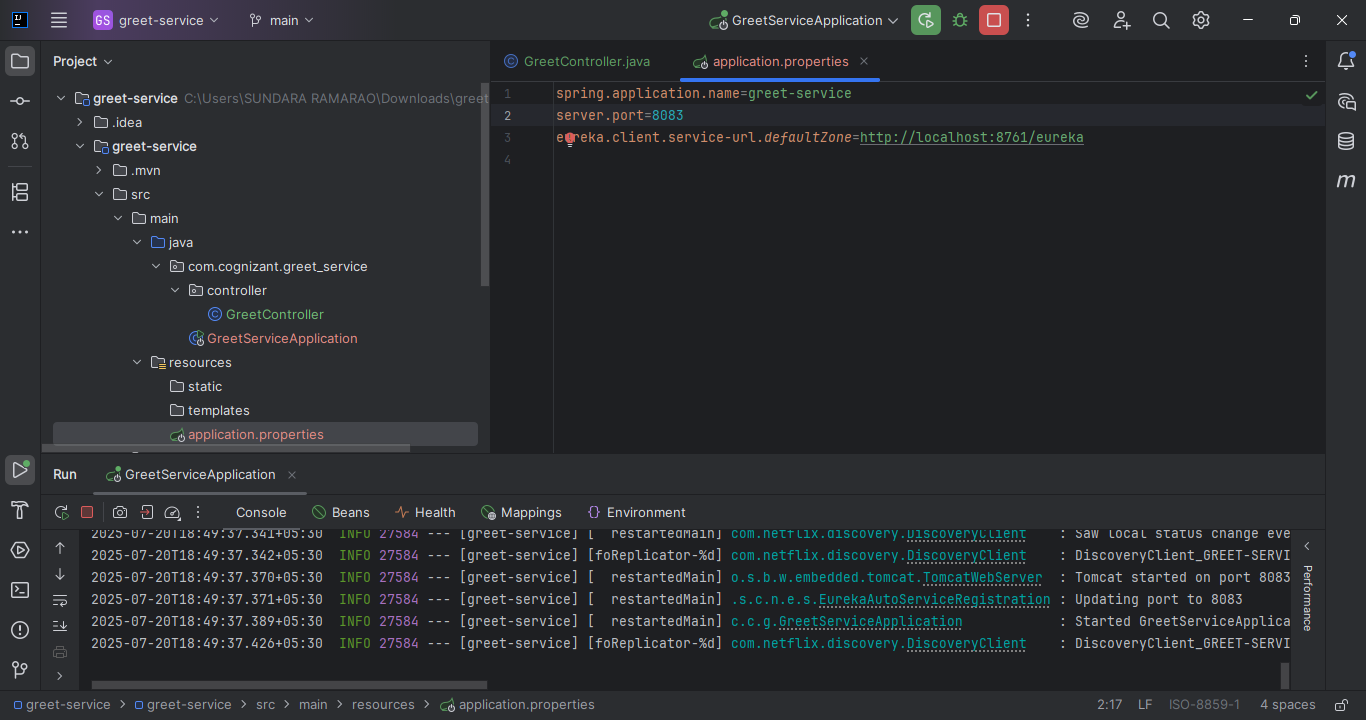 GS greet-service main GreetServiceApplication
Project
GreetController.java application.properties
greet-service C:\Users\SUNDARA RAMARAO\Downloads\greet
.idea
greet-service
.mvn
src
main
java
com.cognizant.greet_service
controller
GreetController
GreetServiceApplication
resources
static
templates
application.properties
1 spring.application.name=greet-service
2 server.port=8083
3 eureka.client.service-url.defaultZone=http://localhost:8761/eureka
4
m
Run GreetServiceApplication
Console Beans Health Mappings Environment
2025-07-20T18:49:37.341+05:30 INFO 27584 --- [greet-service] [ restartedMain] com.netflix.discovery.DiscoveryClient : Saw local status change eve
2025-07-20T18:49:37.342+05:30 INFO 27584 --- [greet-service] [foReplicator-%d] com.netflix.discovery.DiscoveryClient : DiscoveryClient_GREET-SERVI
2025-07-20T18:49:37.370+05:30 INFO 27584 --- [greet-service] [ restartedMain] o.s.b.w.embedded.tomcat.TomcatWebServer : Tomcat started on port 8083
2025-07-20T18:49:37.371+05:30 INFO 27584 --- [greet-service] [ restartedMain] .s.c.n.e.s.EurekaAutoServiceRegistration : Updating port to 8083
2025-07-20T18:49:37.389+05:30 INFO 27584 --- [greet-service] [ restartedMain] c.c.g.GreetServiceApplication : Started GreetServiceApplica
2025-07-20T18:49:37.426+05:30 INFO 27584 --- [greet-service] [foReplicator-%d] com.netflix.discovery.DiscoveryClient : DiscoveryClient_GREET-SERVI
Performance
greet-service > greet-service > src > main > resources > application.properties 2:17 LF ISO-8859-1 4 spaces